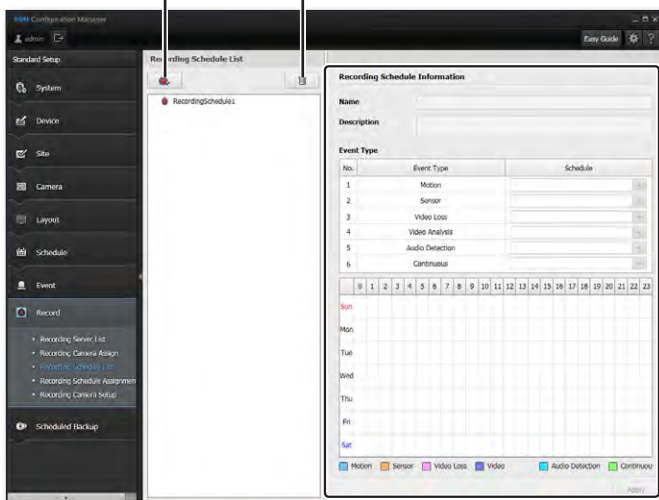 SSM Configuration Manager
admin
Easy Guide
?
Standard Setup
System
Device
Site
Camera
Layout
Schedule
Event
Record
Recording Server List
Recording Camera Assign
Recording Schedule List
Recording Schedule Assignmen
Recording Camera Setup
Scheduled Backup
Recording Schedule List
RecordingSchedule1
Recording Schedule Information
Name
Description
Event Type
No. Event Type Schedule
1 Motion
2 Sensor
3 Video Loss
4 Video Analysis
5 Audio Detection
6 Continuous
0 1 2 3 4 5 6 7 8 9 10 11 12 13 14 15 16 17 18 19 20 21 22 23
Sun
Mon
Tue
Wed
Thu
Fri
Sat
Motion Sensor Video Loss Video Audio Detection Continuou
Apply